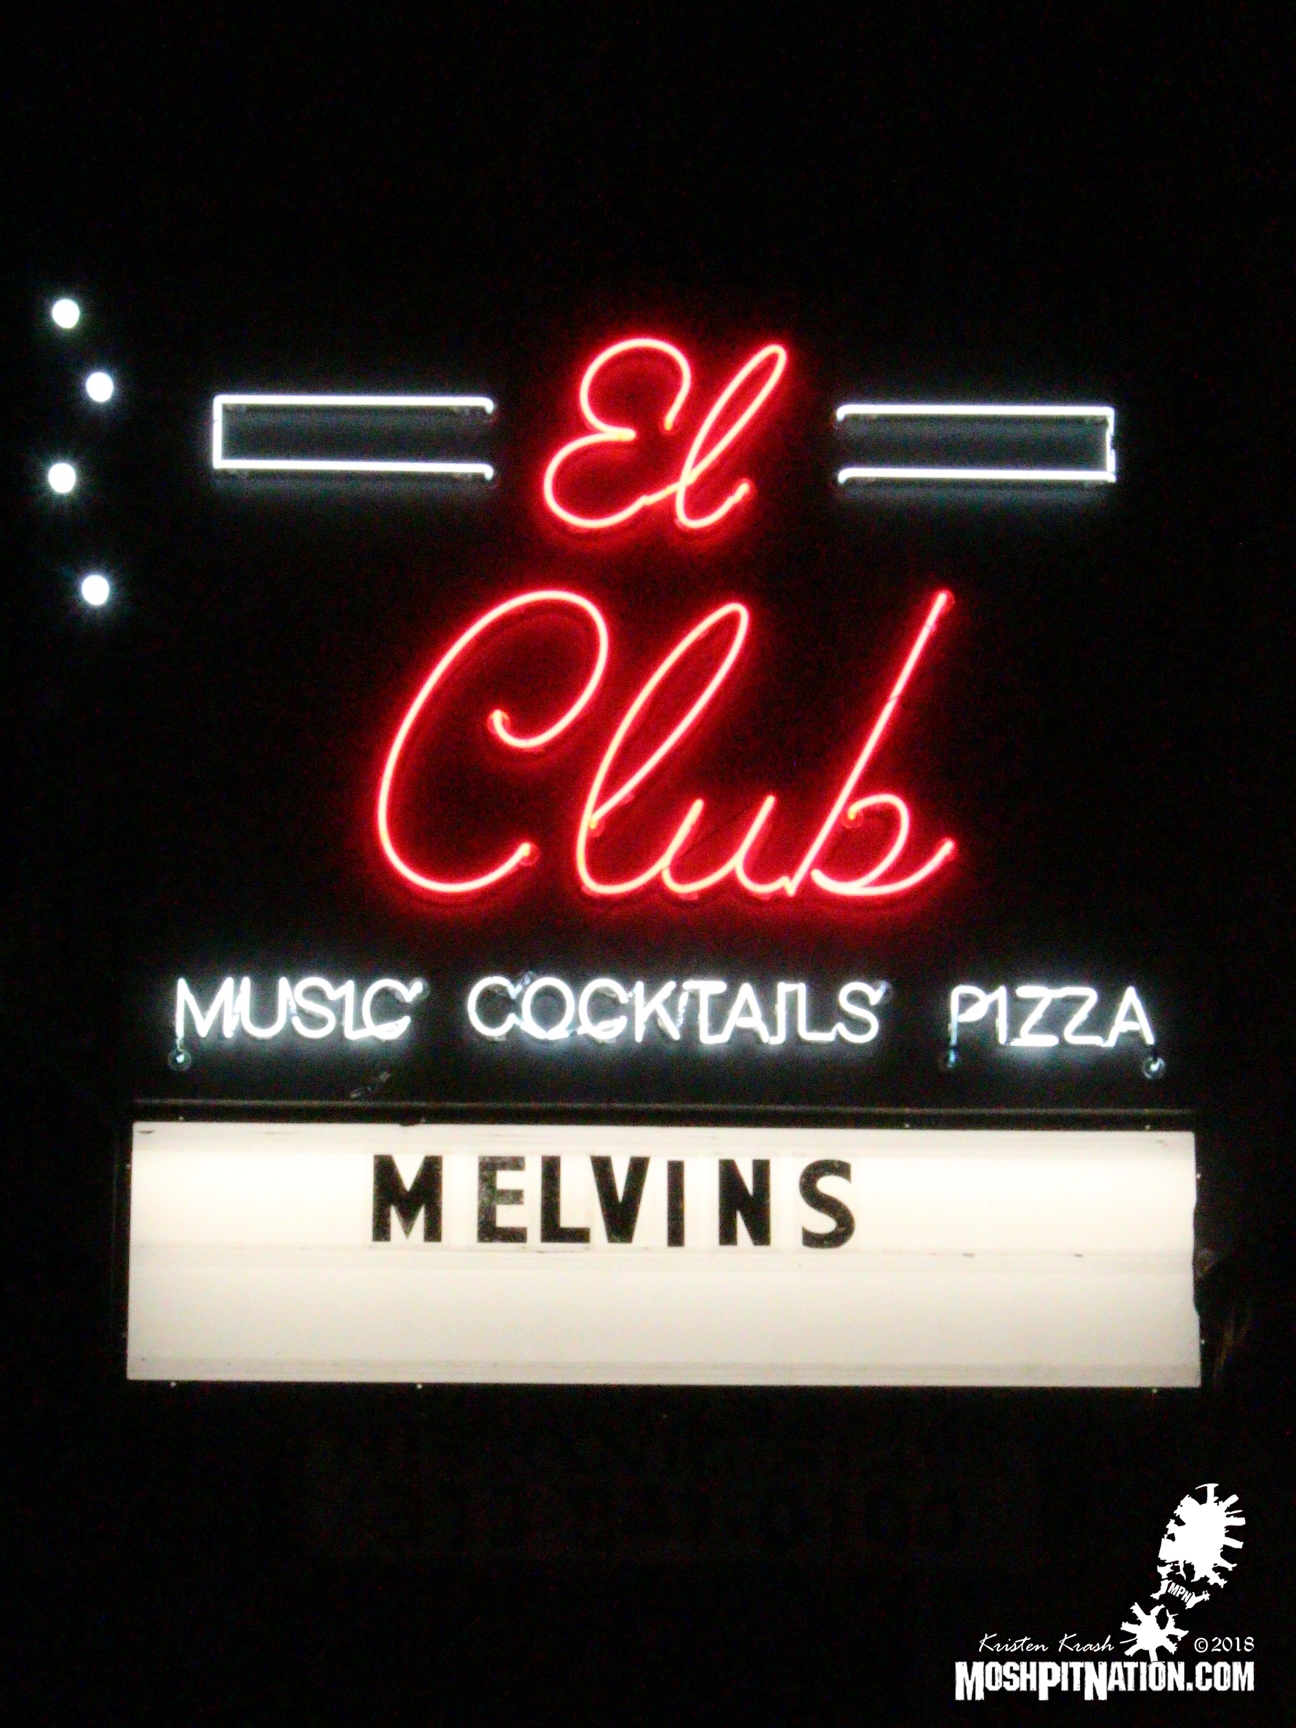 El
Club
MUSIC COCKTAILS PIZZA
MELVINS
MPN
Kristen Krash ©2018
MOSHPITNATION.COM